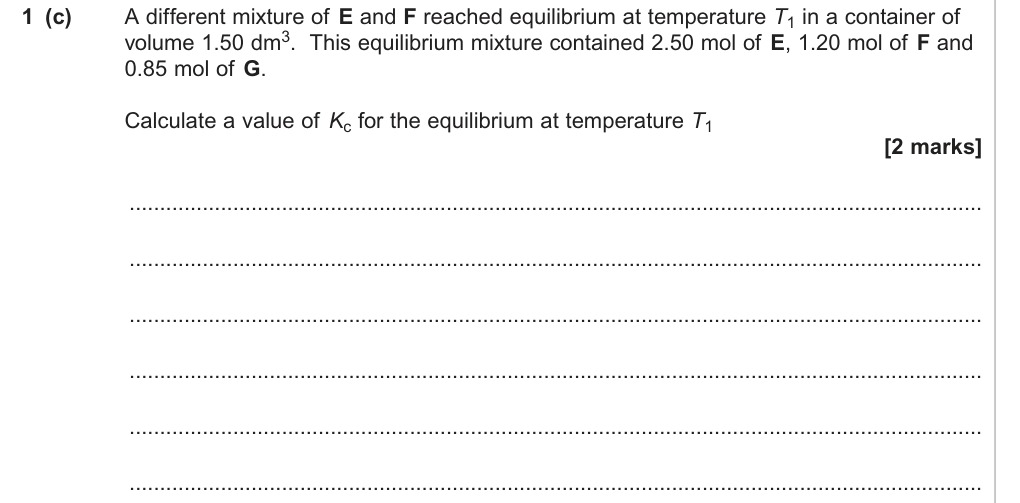 1 (c) A different mixture of E and F reached equilibrium at temperature T₁ in a container of
volume 1.50 dm³. This equilibrium mixture contained 2.50 mol of E, 1.20 mol of F and
0.85 mol of G.
Calculate a value of Kc for the equilibrium at temperature T₁
[2 marks]